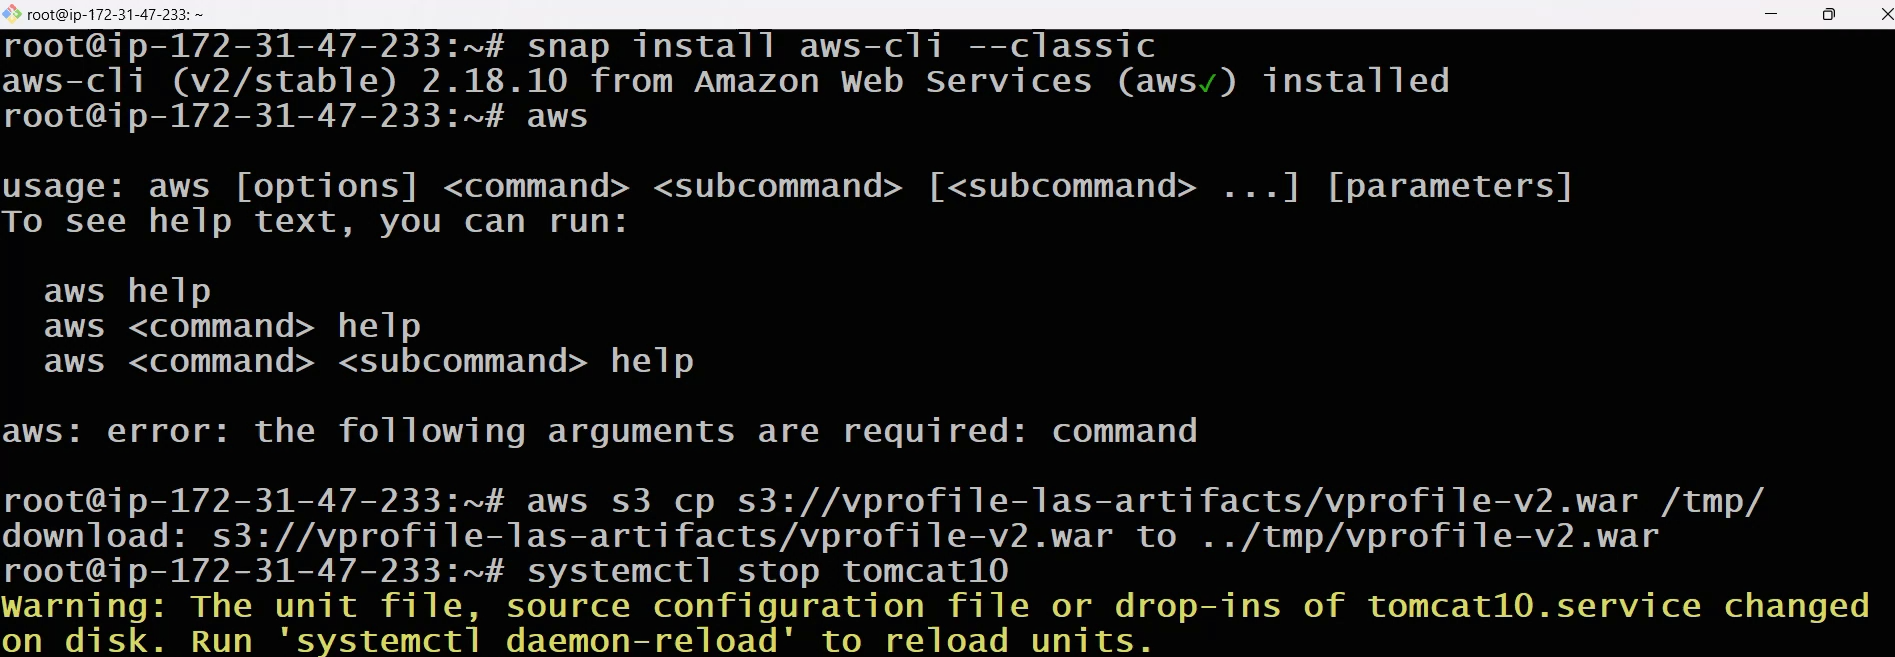 root@ip-172-31-47-233: ~
root@ip-172-31-47-233:~# snap install aws-cli --classic
aws-cli (v2/stable) 2.18.10 from Amazon Web Services (aws✓) installed
root@ip-172-31-47-233:~# aws
usage: aws [options] <command> <subcommand> [<subcommand> ...] [parameters]
To see help text, you can run:
aws help
aws <command> help
aws <command> <subcommand> help
aws: error: the following arguments are required: command
root@ip-172-31-47-233:~# aws s3 cp s3://vprofile-las-artifacts/vprofile-v2.war /tmp/
download: s3://vprofile-las-artifacts/vprofile-v2.war to ../tmp/vprofile-v2.war
root@ip-172-31-47-233:~# systemctl stop tomcat10
Warning: The unit file, source configuration file or drop-ins of tomcat10.service changed
on disk. Run 'systemctl daemon-reload' to reload units.